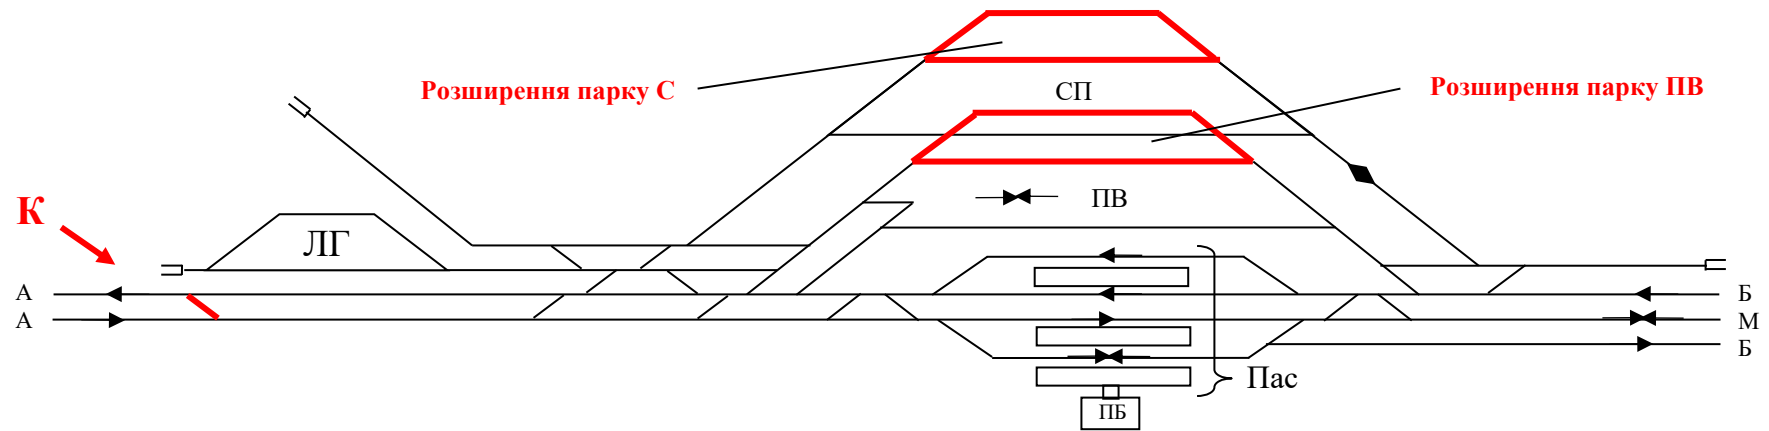 Розширення парку С
СП
Розширення парку ПВ
К
ПВ
ЛГ
А
Б
А
М
Б
Пас
ПБ